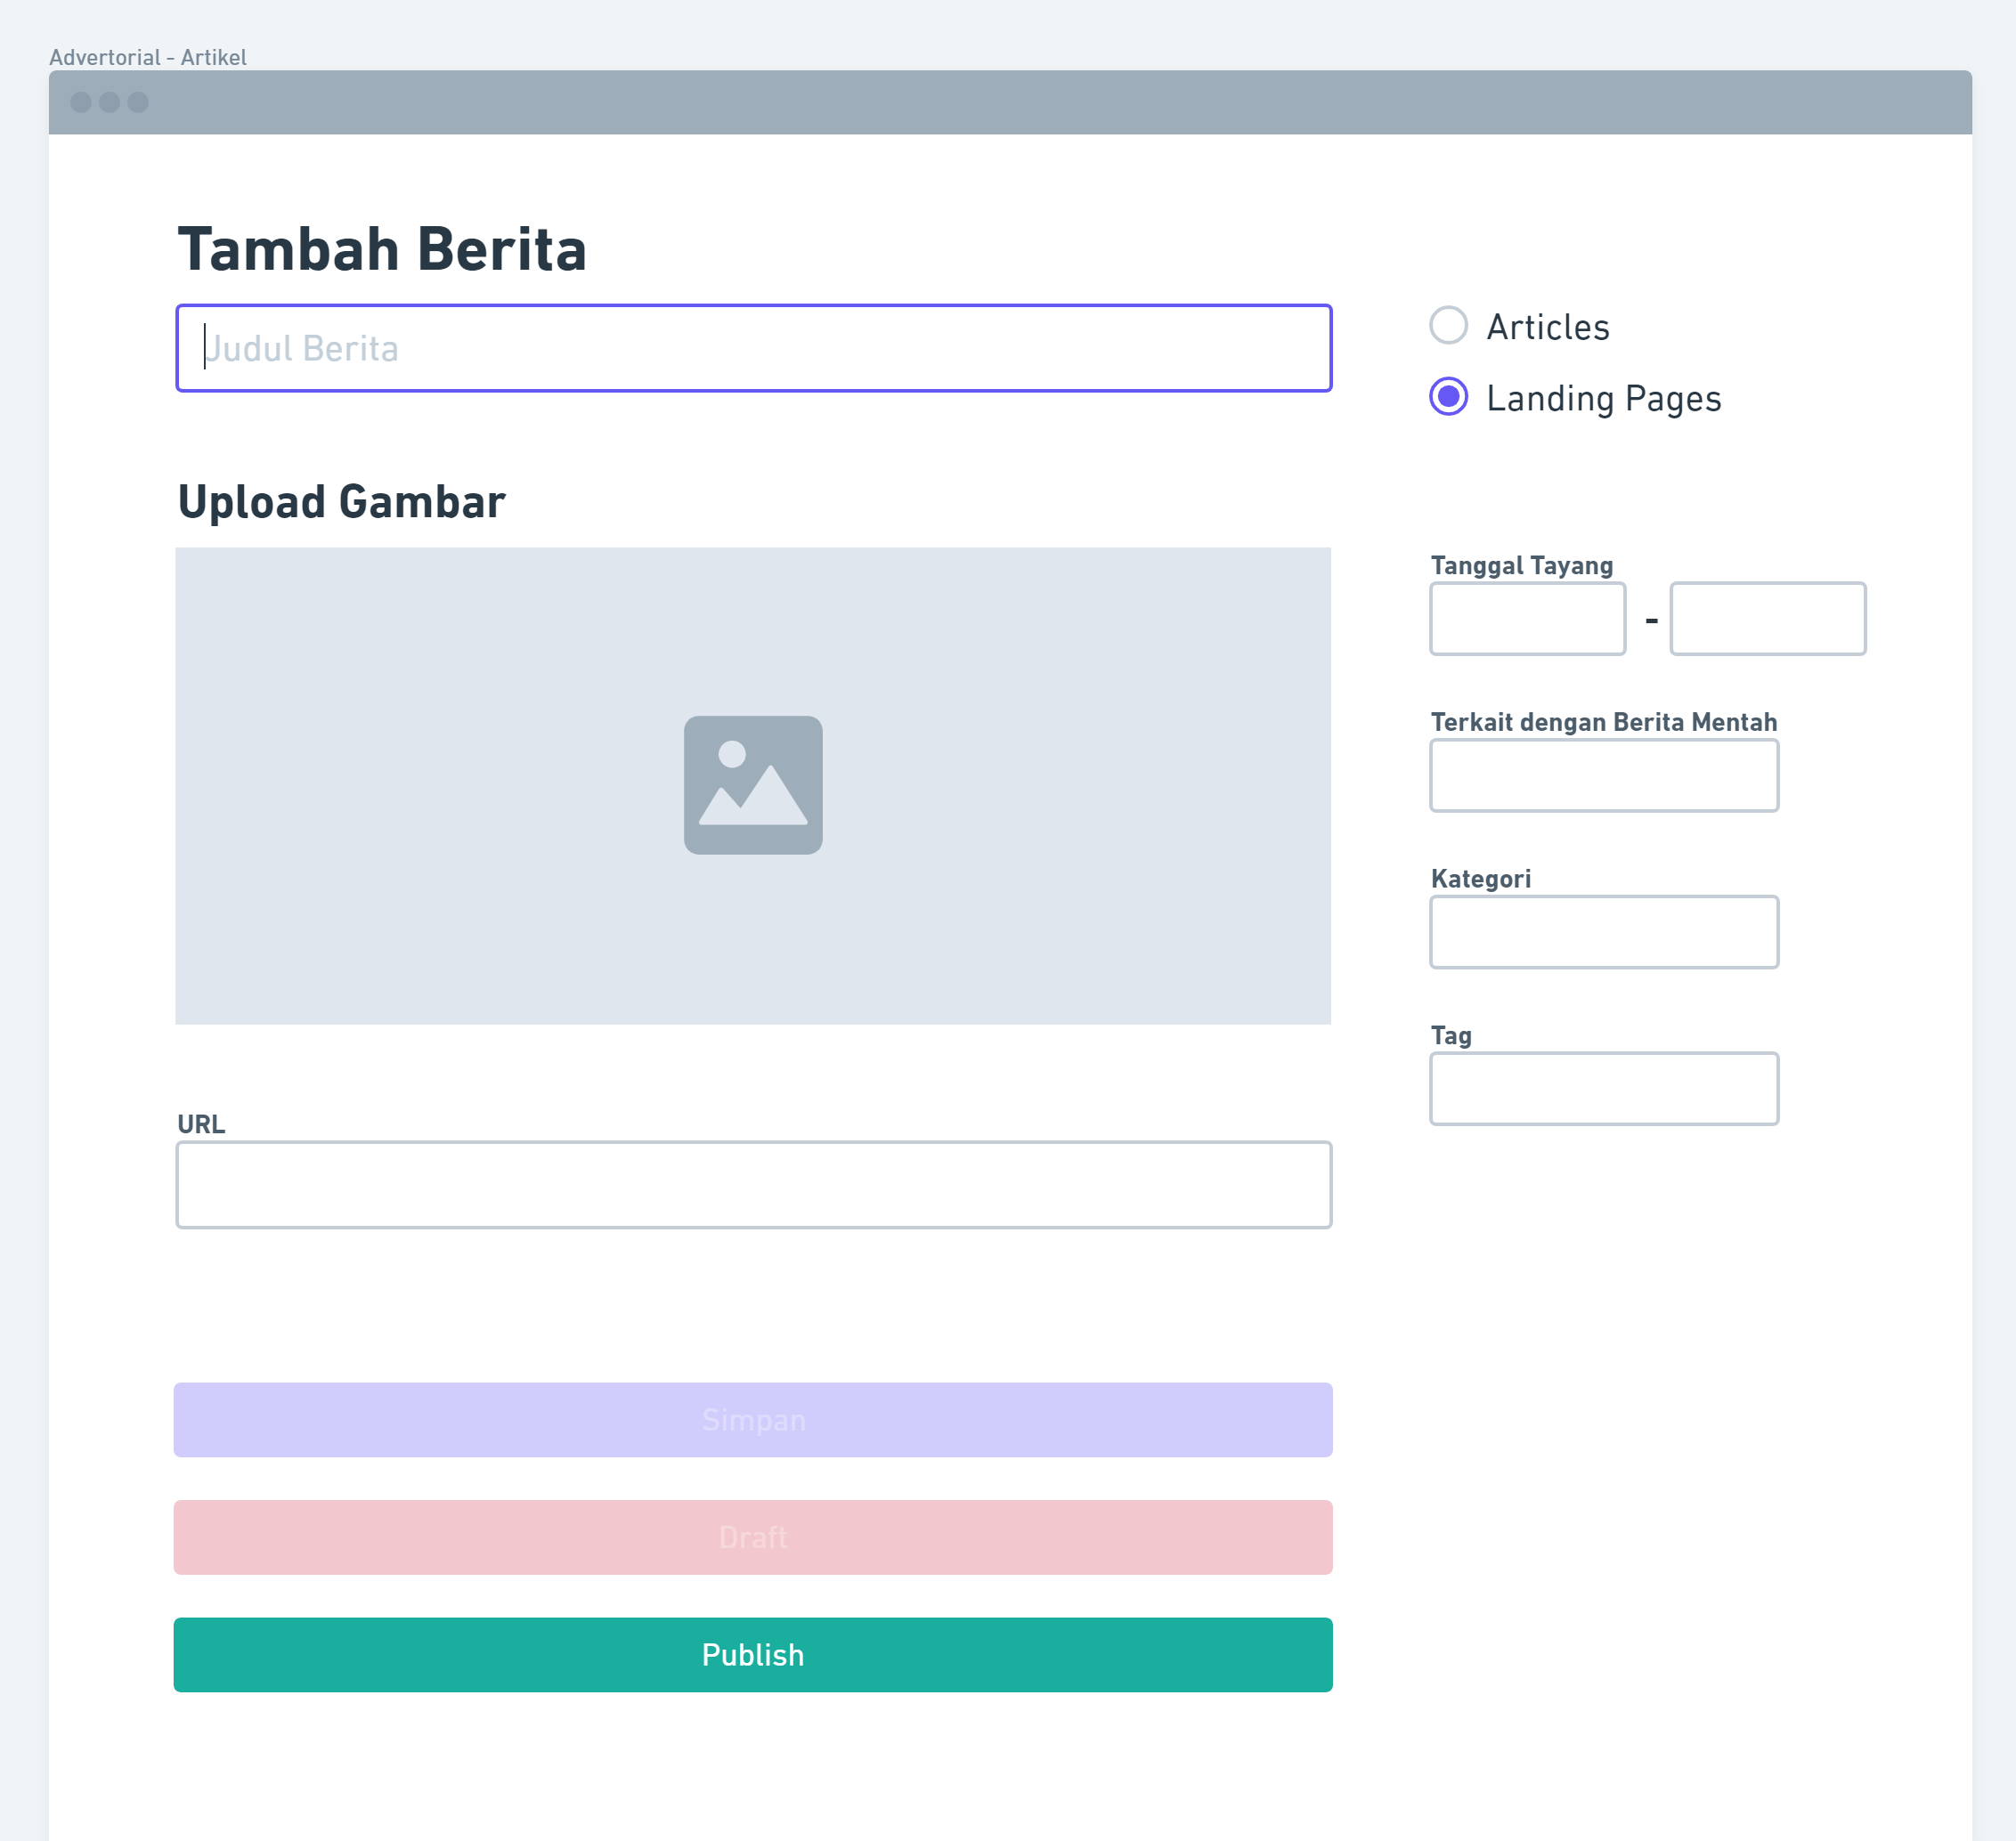 Advertorial - Artikel
Tambah Berita
Judul Berita
Articles
Landing Pages
Upload Gambar
Tanggal Tayang
-
Terkait dengan Berita Mentah
Kategori
Tag
URL
Simpan
Draft
Publish